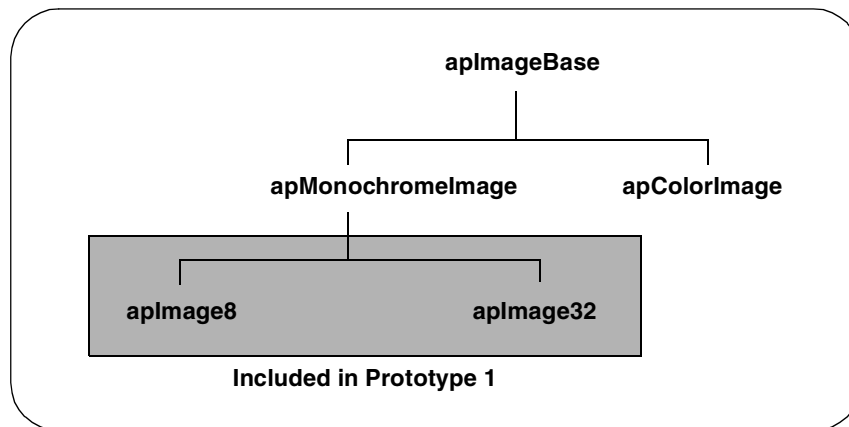 apImageBase
apMonochromeImage apColorImage
apImage8 apImage32
Included in Prototype 1